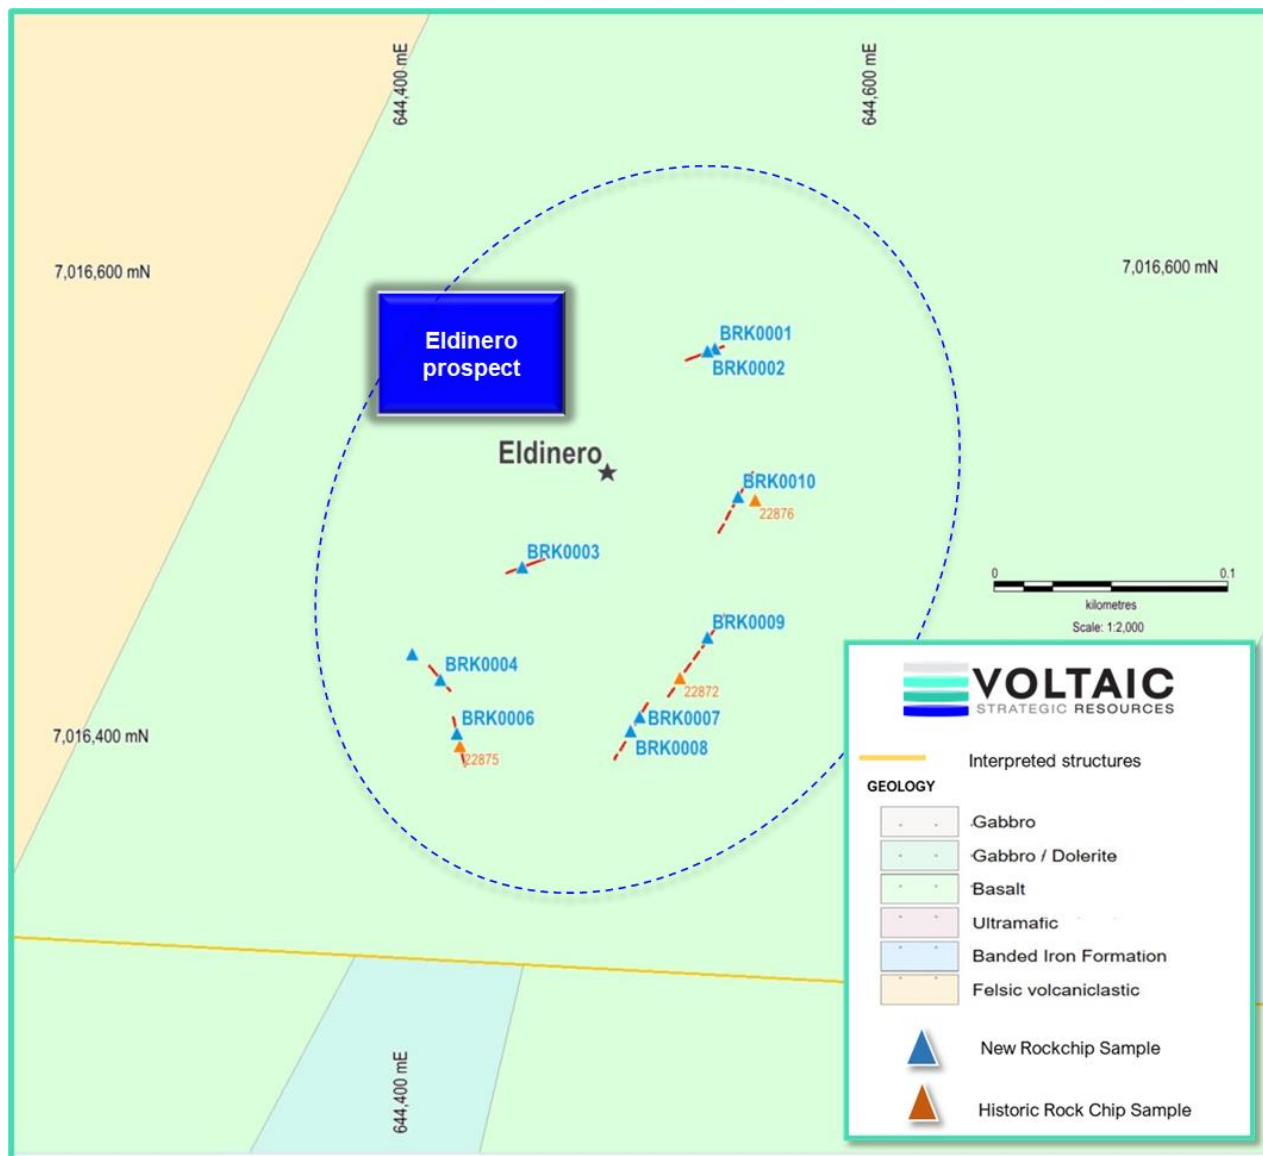 644,400 mE
644,600 mE
7,016,600 mN
7,016,600 mN
Eldinero
prospect
BRK0001
BRK0002
Eldinero
BRK0010
22876
BRK0003
0
0.1
kilometres
Scale: 1:2,000
BRK0009
BRK0004
22872
BRK0006
BRK0007
7,016,400 mN
BRK0008
22875
VOLTAIC
STRATEGIC RESOURCES
Interpreted structures
GEOLOGY
Gabbro
Gabbro / Dolerite
Basalt
Ultramafic
Banded Iron Formation
Felsic volcaniclastic
New Rockchip Sample
Historic Rock Chip Sample
644,400 mE